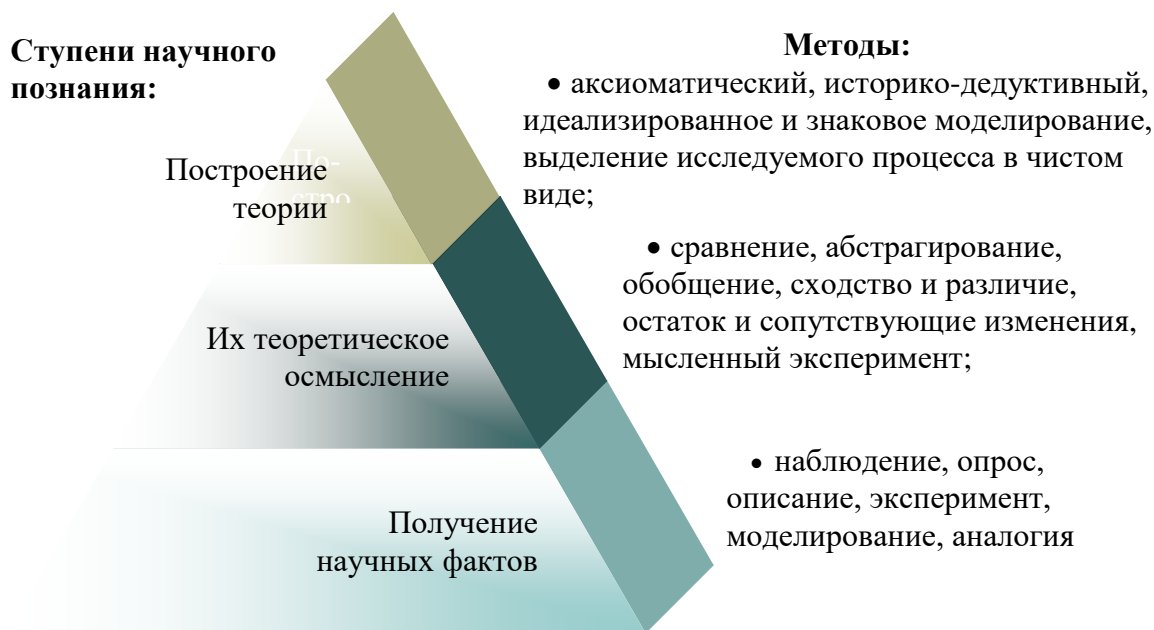 Ступени научного
познания:
Методы:
• аксиоматический, историко-дедуктивный,
идеализированное и знаковое моделирование,
выделение исследуемого процесса в чистом
виде;
По-
стро
Построение
теории
• сравнение, абстрагирование,
обобщение, сходство и различие,
остаток и сопутствующие изменения,
мысленный эксперимент;
Их теоретическое
осмысление
• наблюдение, опрос,
описание, эксперимент,
моделирование, аналогия
Получение
научных фактов